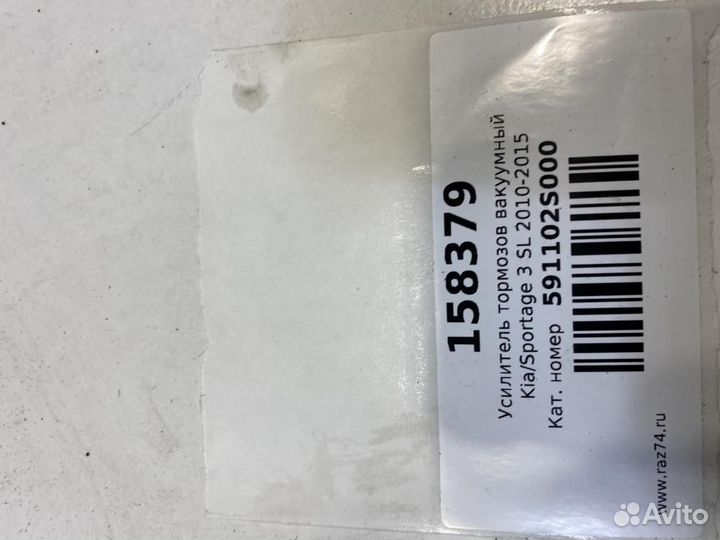 158379
Усилитель тормозов вакуумный
Kia/Sportage 3 SL 2010-2015
Кат. номер 591102S000
www.raz74.ru
Avito